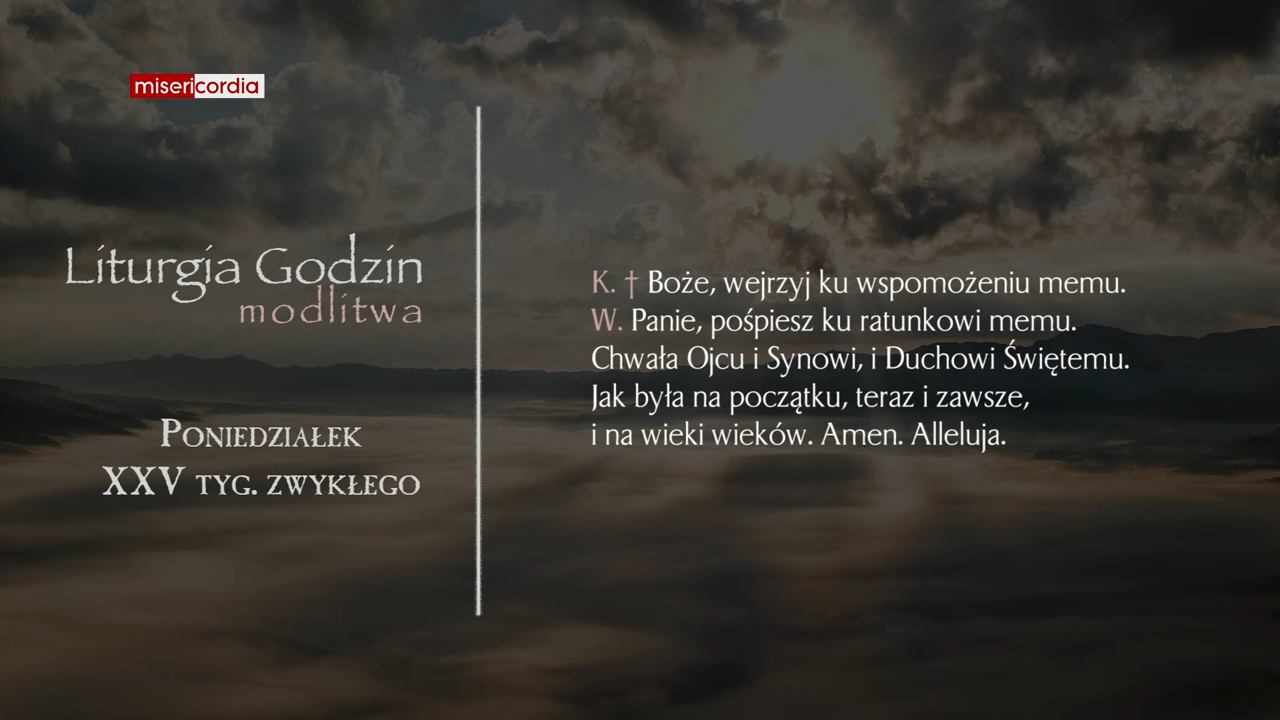 misericordia
Liturgia Godzin
modlitwa
Poniedziałek
XXV tyg. zwykłego
K. † Boże, wejrzyj ku wspomożeniu memu.
W. Panie, pośpiesz ku ratunkowi memu.
Chwała Ojcu i Synowi, i Duchowi Świętemu.
Jak była na początku, teraz i zawsze,
i na wieki wieków. Amen. Alleluja.